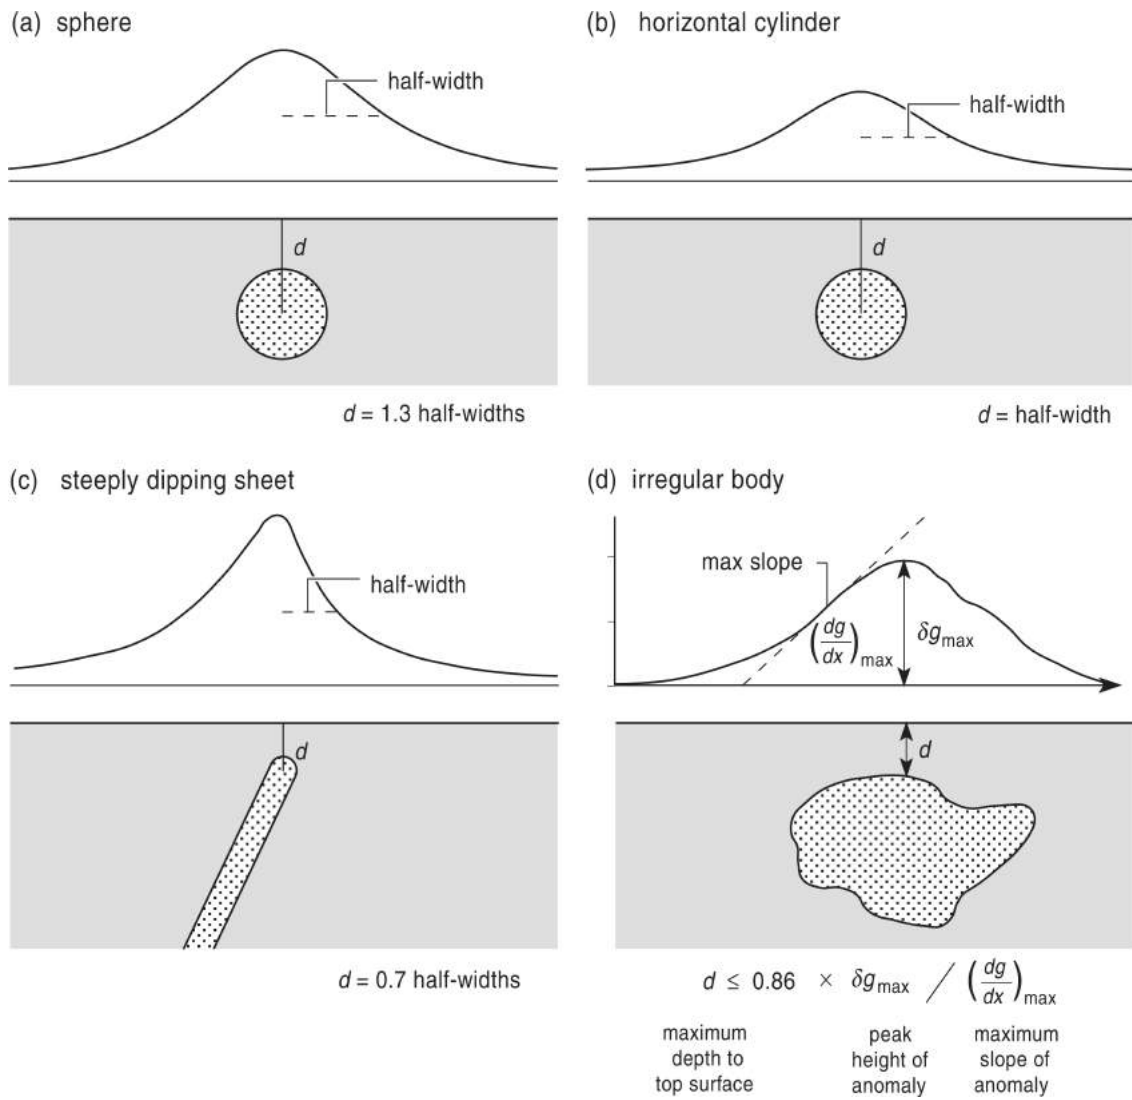 (a) sphere
half-width
d
d = 1.3 half-widths
(b) horizontal cylinder
half-width
d
d = half-width
(c) steeply dipping sheet
half-width
d
d = 0.7 half-widths
(d) irregular body
max slope
(dg/dx)max
δgmax
d
d ≤ 0.86 × δgmax / (dg/dx)max
maximum
depth to
top surface
peak
height of
anomaly
maximum
slope of
anomaly